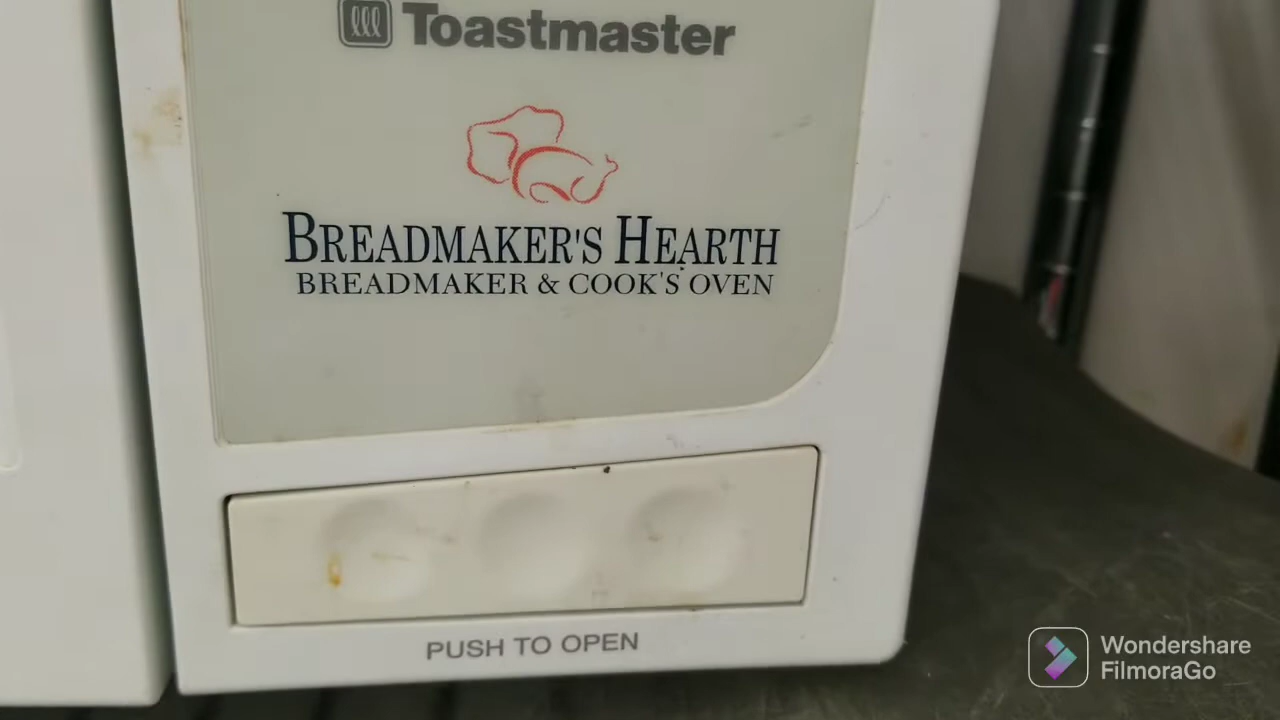 Toastmaster
BREADMAKER'S HEARTH
BREADMAKER & COOK'S OVEN
PUSH TO OPEN
Wondershare
FilmoraGo